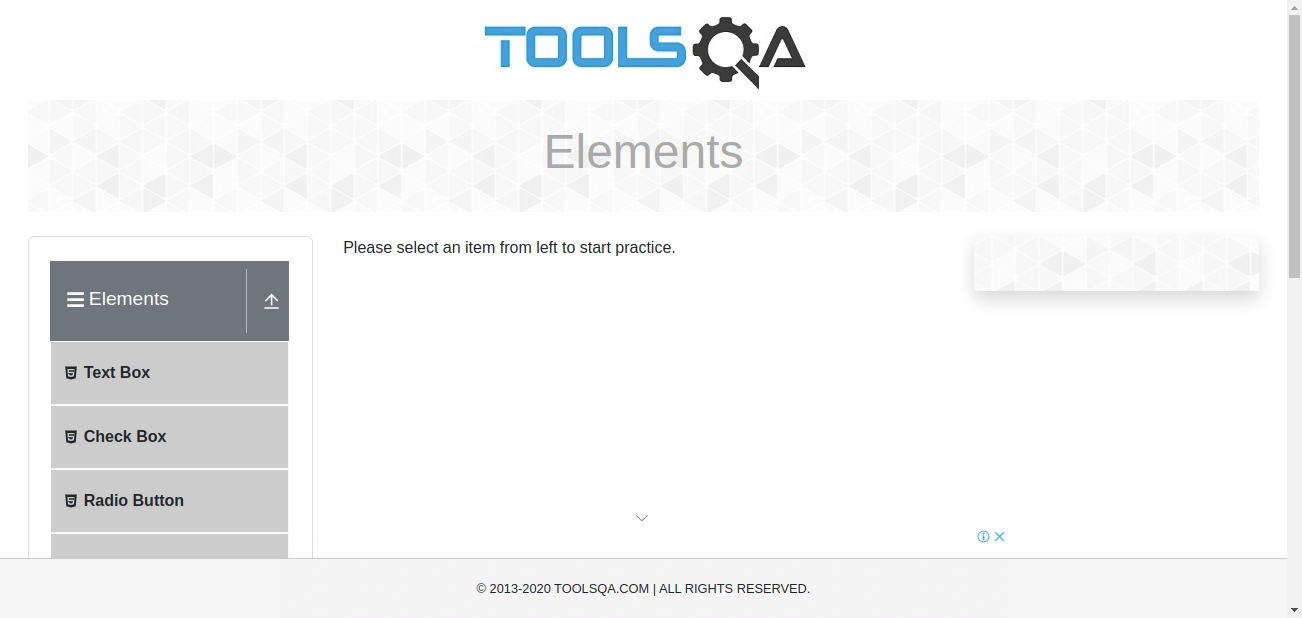 TOOLSQA
Elements
Elements
Text Box
Check Box
Radio Button
Please select an item from left to start practice.
© 2013-2020 TOOLSQA.COM | ALL RIGHTS RESERVED.